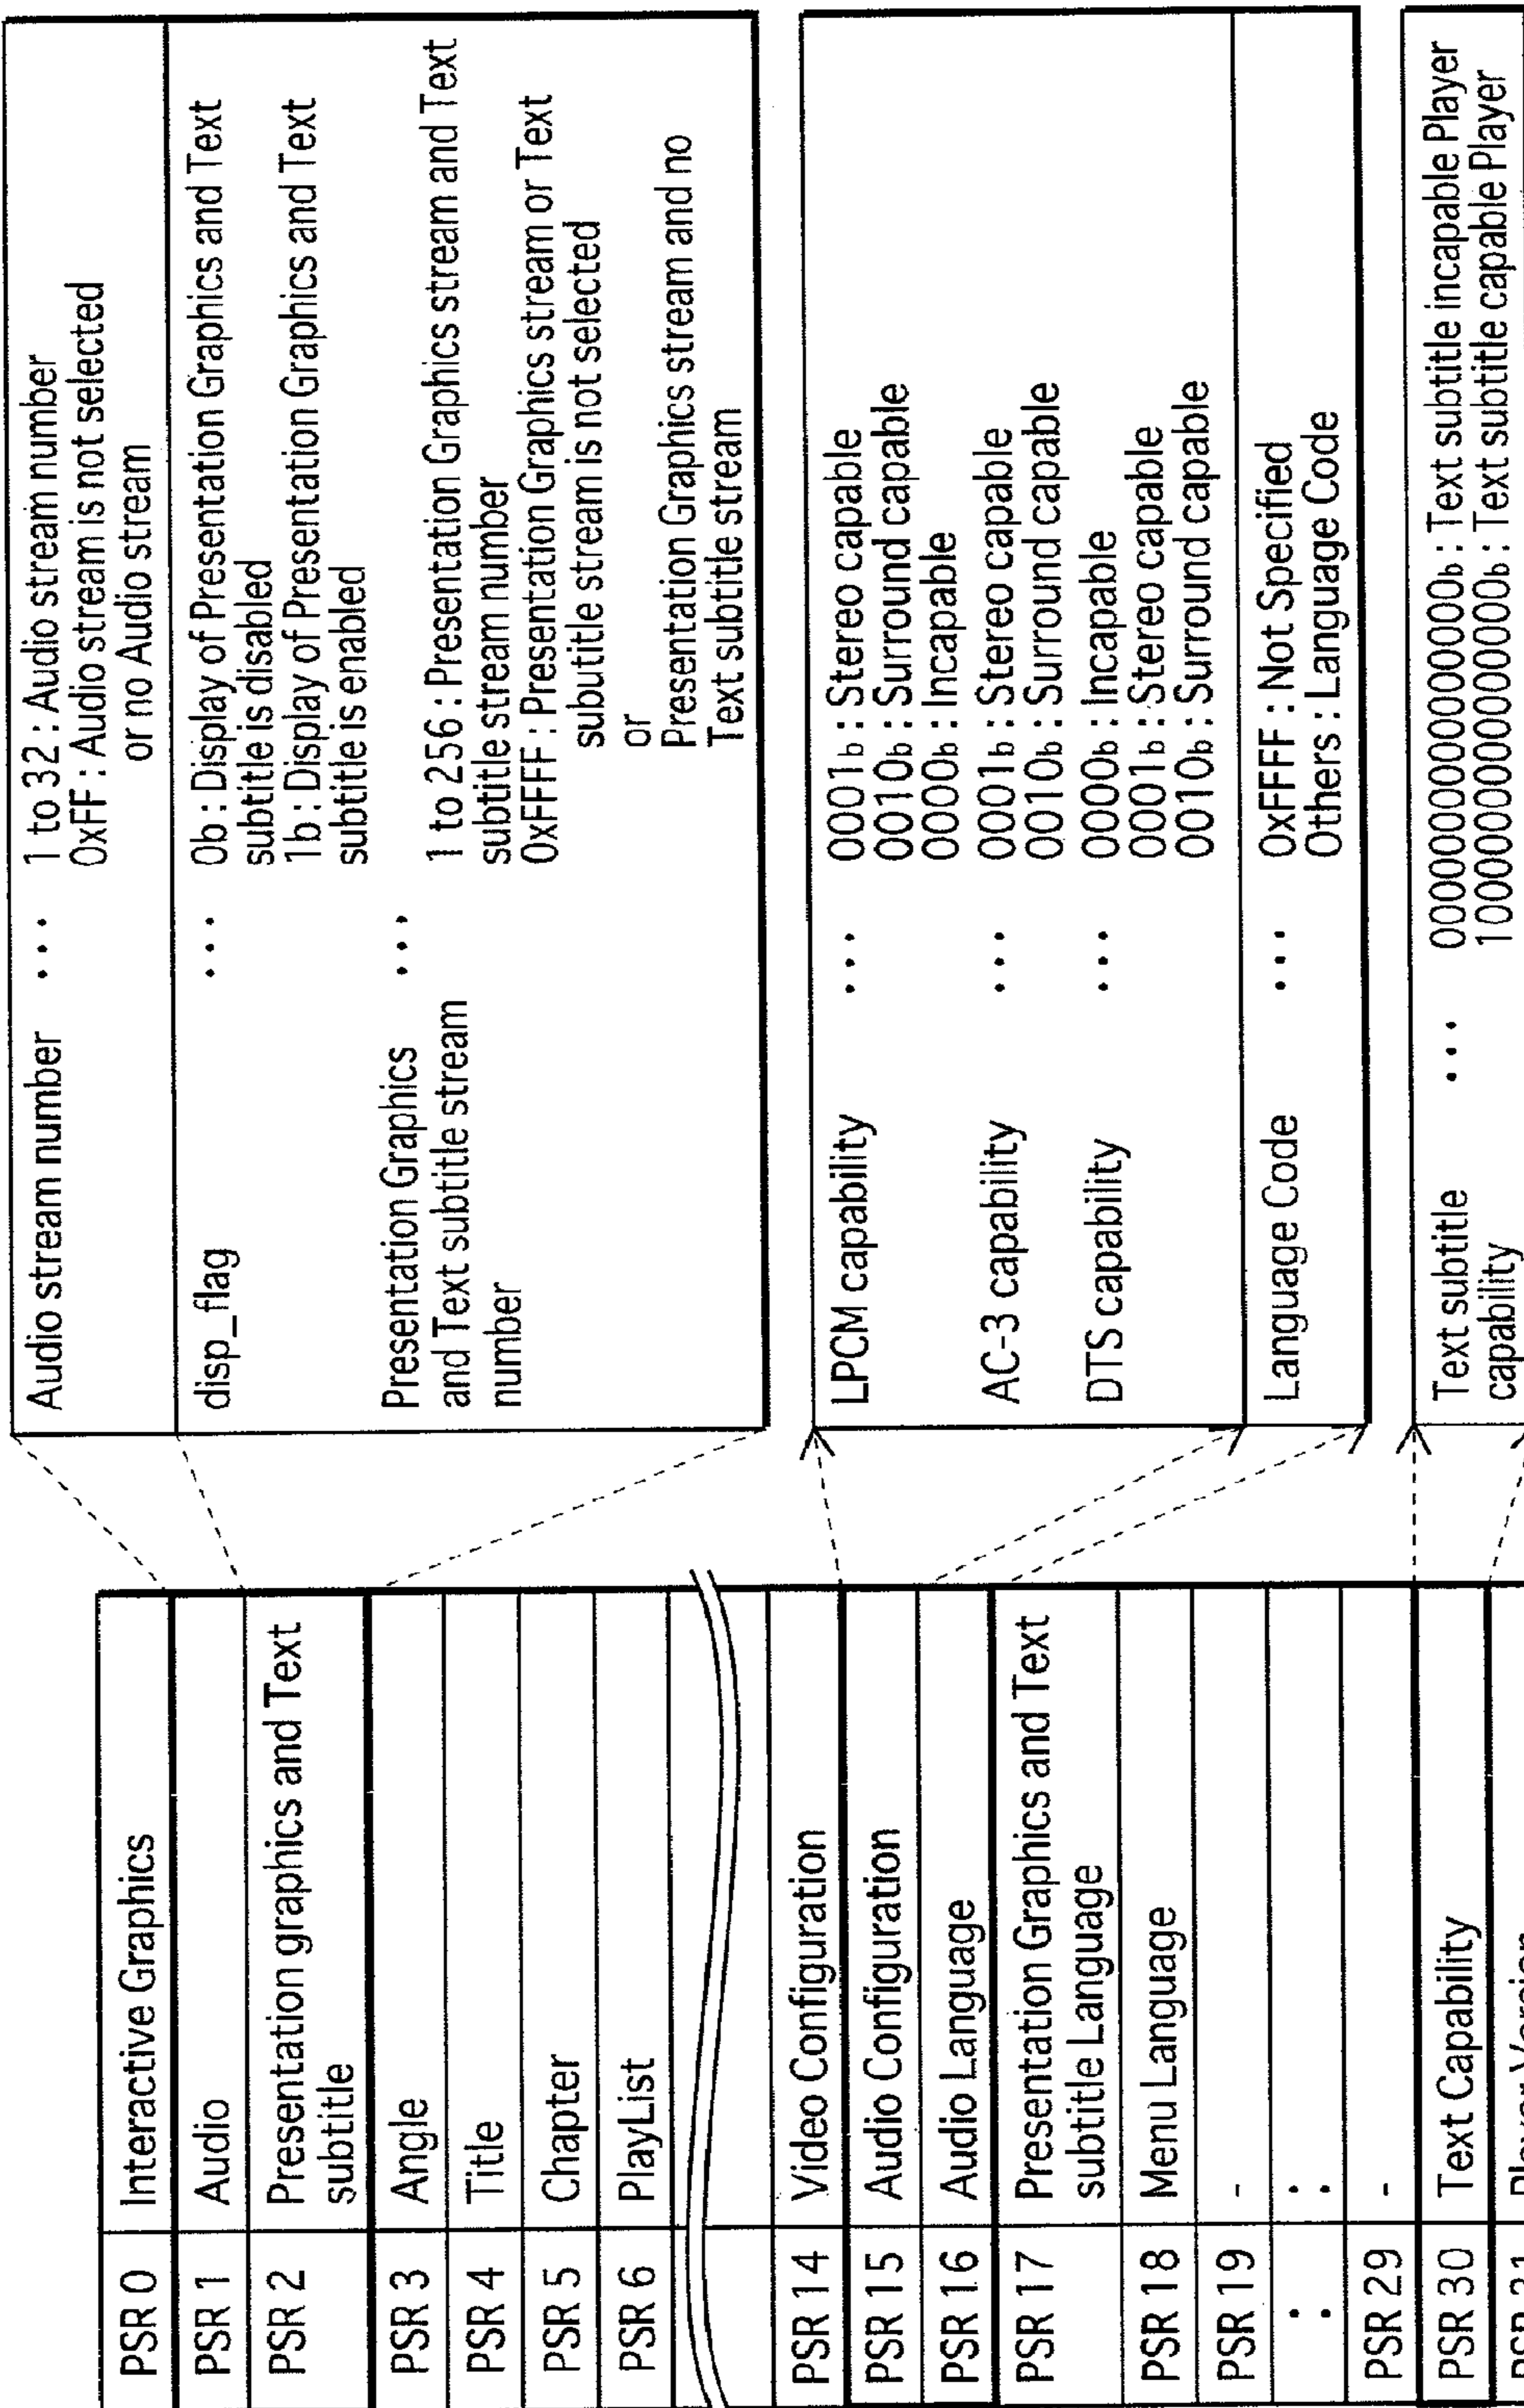 PSR 0 Interactive Graphics
PSR 1 Audio
PSR 2 Presentation graphics and Text
subtitle
PSR 3 Angle
PSR 4 Title
PSR 5 Chapter
PSR 6 PlayList
PSR 14 Video Configuration
PSR 15 Audio Configuration
PSR 16 Audio Language
PSR 17 Presentation Graphics and Text
subtitle Language
PSR 18 Menu Language
PSR 19 -
: :
PSR 29 -
PSR 30 Text Capability
PSR 31 Player Version
Audio stream number ... 1 to 32 : Audio stream number
0xFF : Audio stream is not selected
or no Audio stream
disp_flag ... 0b : Display of Presentation Graphics and Text
subtitle is disabled
1b : Display of Presentation Graphics and Text
subtitle is enabled
Presentation Graphics ... 1 to 256 : Presentation Graphics stream and Text
and Text subtitle stream subtitle stream number
number 0xFFFF : Presentation Graphics stream or Text
subutitle stream is not selected
or
Presentation Graphics stream and no
Text subtitle stream
LPCM capability ... 0001b : Stereo capable
0010b : Surround capable
0000b : Incapable
AC-3 capability ... 0001b : Stereo capable
0010b : Surround capable
DTS capability ... 0000b : Incapable
0001b : Stereo capable
0010b : Surround capable
Language Code ... 0xFFFF : Not Specified
Others : Language Code
Text subtitle ... 0000000000000000b : Text subtitle incapable Player
capability 1000000000000000b : Text subtitle capable Player